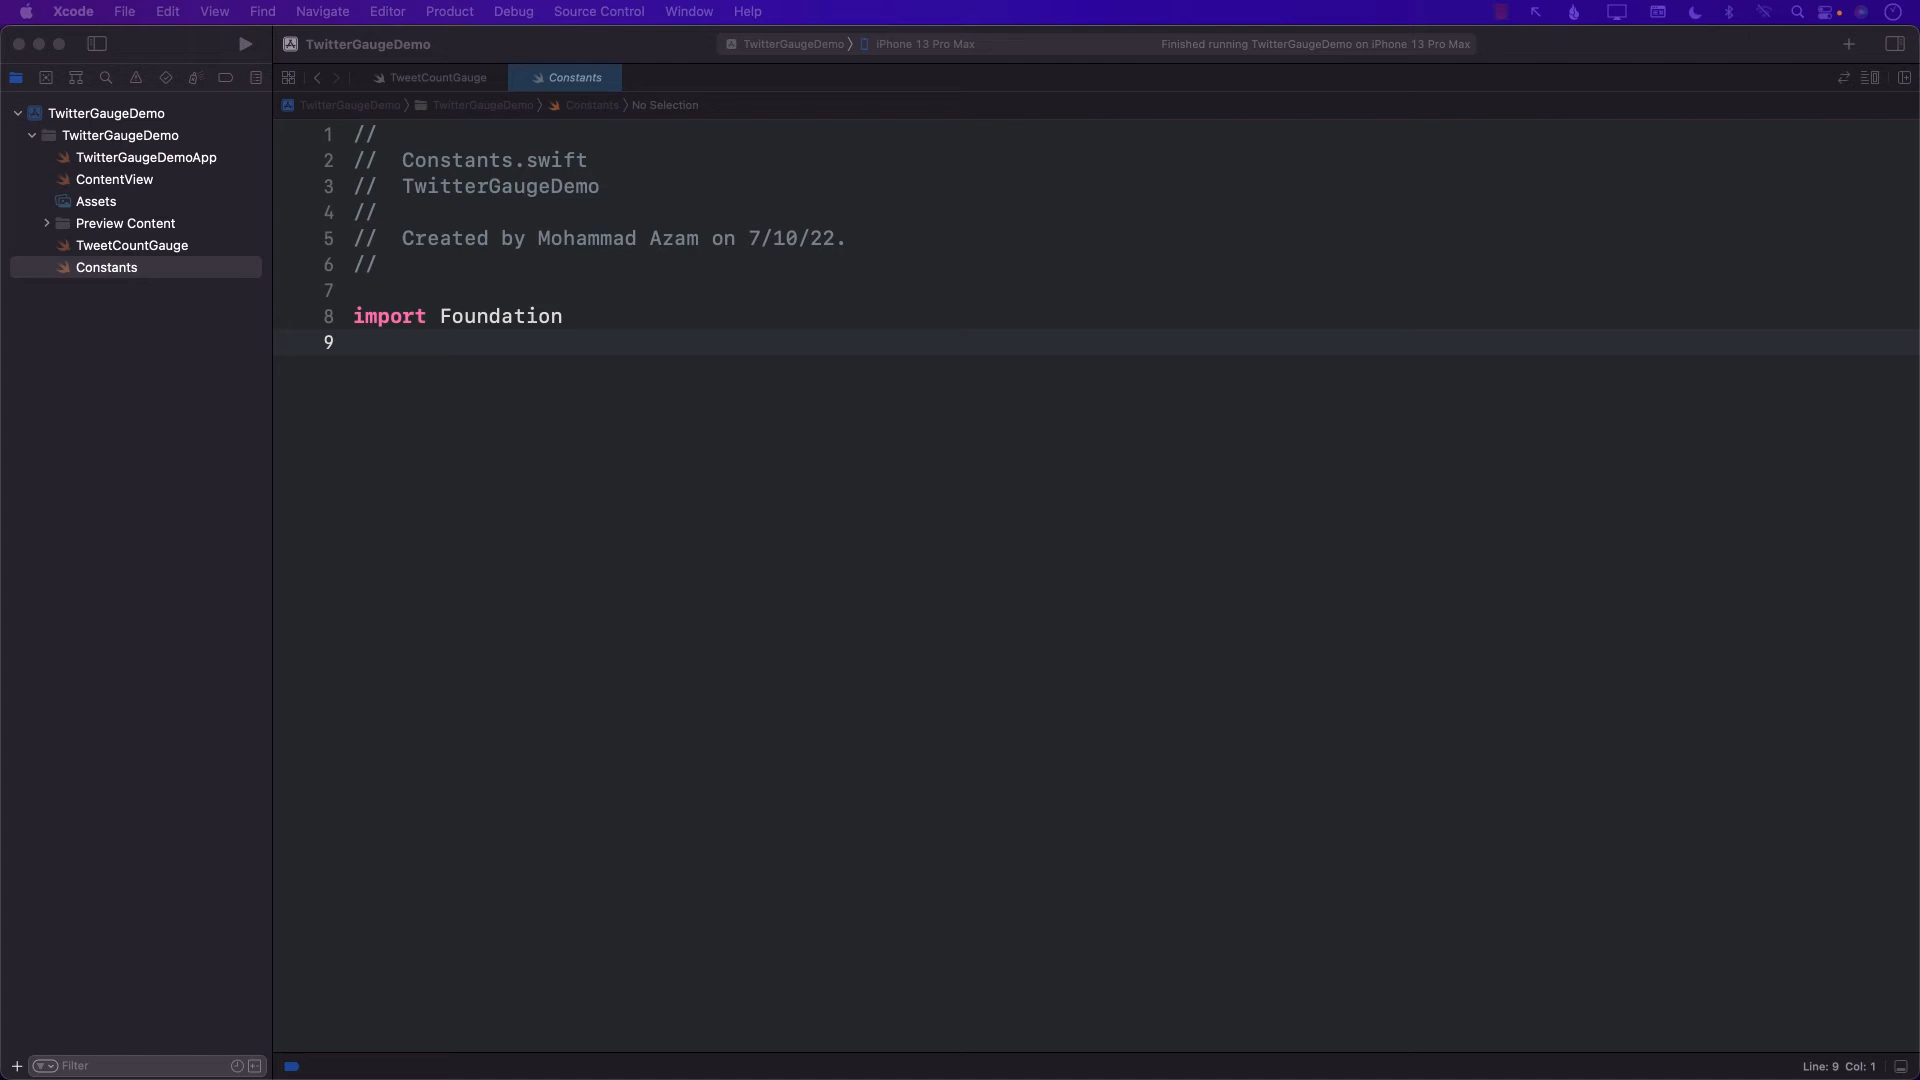 Xcode File Edit View Find Navigate Editor Product Debug Source Control Window Help
TwitterGaugeDemo
TwitterGaugeDemo iPhone 13 Pro Max
Finished running TwitterGaugeDemo on iPhone 13 Pro Max
TweetCountGauge
Constants
TwitterGaugeDemo TwitterGaugeDemo Constants No Selection
TwitterGaugeDemo
TwitterGaugeDemo
TwitterGaugeDemoApp
ContentView
Assets
Preview Content
TweetCountGauge
Constants
1 //
2 //  Constants.swift
3 //  TwitterGaugeDemo
4 //
5 //  Created by Mohammad Azam on 7/10/22.
6 //
7
8 import Foundation
9
Filter
Line: 9 Col: 1